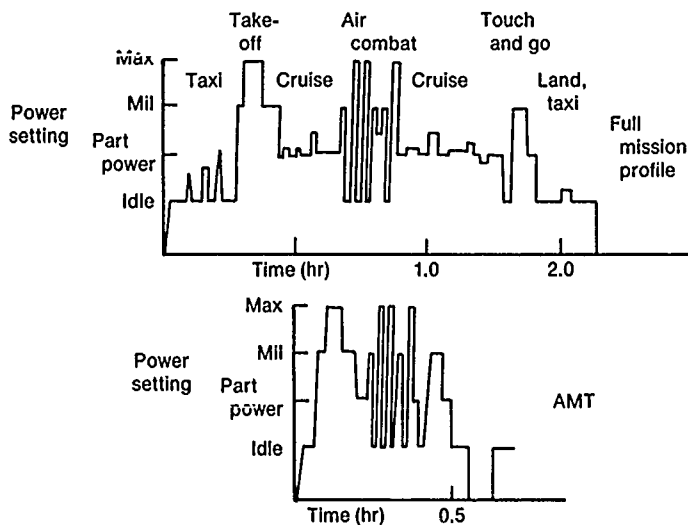 Take-
off
Air
combat
Touch
and go
Max
Taxi
Cruise
Cruise
Land,
taxi
Mil
Power
setting
Part
power
Full
mission
profile
Idle
Time (hr)
1.0
2.0
Max
Mil
Power
setting
Part
power
AMT
Idle
Time (hr)
0.5